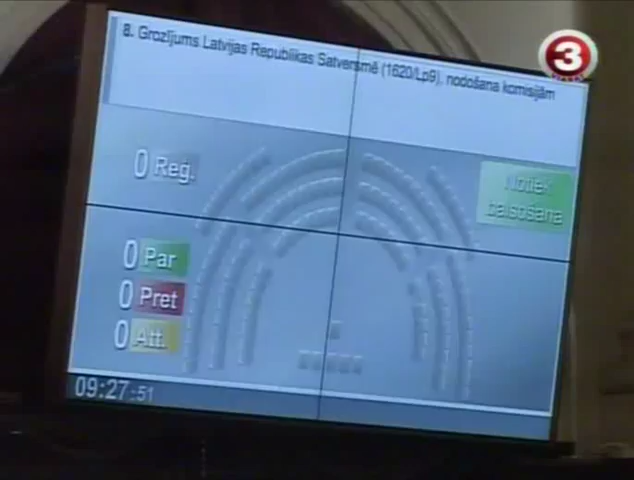 8. Grozījums Latvijas Republikas Satversmē (1620/Lp9), nodošana komisijām
3
0 Reģ.
Notiek
balsošana
0 Par
0 Pret
0 Att.
09:27:51